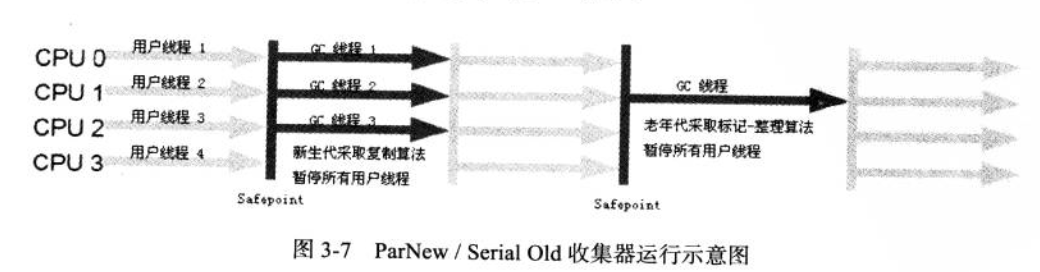 CPU 0
CPU 1
CPU 2
CPU 3
用户线程 1
用户线程 2
用户线程 3
用户线程 4
GC 线程 1
GC 线程 2
GC 线程 3
新生代采取复制算法
暂停所有用户线程
Safepoint
GC 线程
老年代采取标记-整理算法
暂停所有用户线程
Safepoint
图 3-7 ParNew / Serial Old 收集器运行示意图